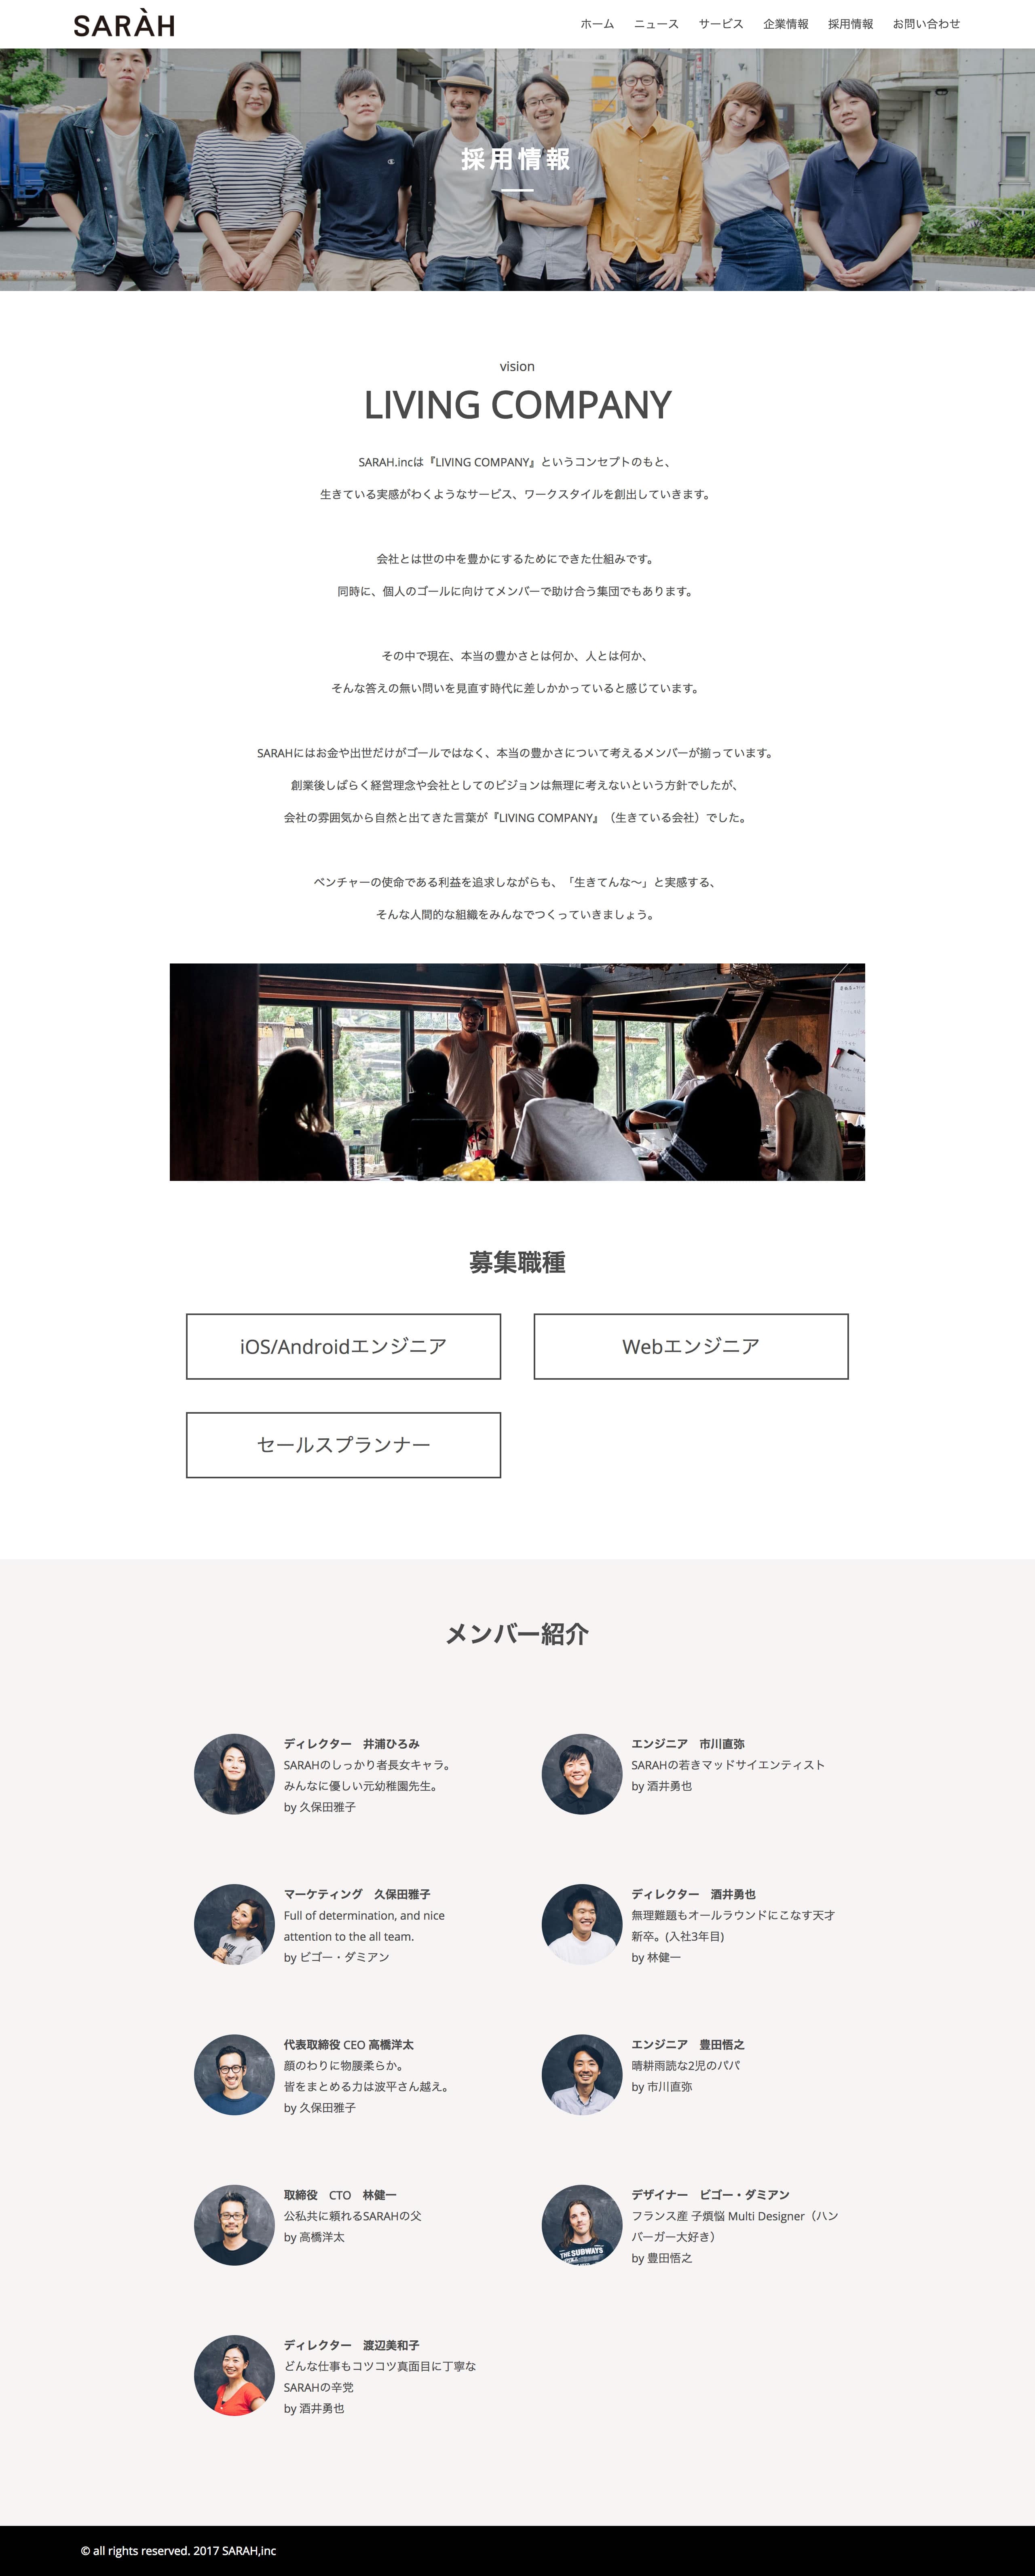 SARÀH
ホーム ニュース サービス 企業情報 採用情報 お問い合わせ
採用情報
vision
LIVING COMPANY
SARAH.incは『LIVING COMPANY』というコンセプトのもと、
生きている実感がわくようなサービス、ワークスタイルを創出していきます。
会社とは世の中を豊かにするためにできた仕組みです。
同時に、個人のゴールに向けてメンバーで助け合う集団でもあります。
その中で現在、本当の豊かさとは何か、人とは何か、
そんな答えの無い問いを見直す時代に差しかかっていると感じています。
SARAHにはお金や出世だけがゴールではなく、本当の豊かさについて考えるメンバーが揃っています。
創業後しばらく経営理念や会社としてのビジョンは無理に考えないという方針でしたが、
会社の雰囲気から自然と出てきた言葉が『LIVING COMPANY』（生きている会社）でした。
ベンチャーの使命である利益を追求しながらも、「生きてんな〜」と実感する、
そんな人間的な組織をみんなでつくっていきましょう。
募集職種
iOS/Androidエンジニア
Webエンジニア
セールスプランナー
メンバー紹介
ディレクター　井浦ひろみ
SARAHのしっかり者長女キャラ。
みんなに優しい元幼稚園先生。
by 久保田雅子
エンジニア　市川直弥
SARAHの若きマッドサイエンティスト
by 酒井勇也
マーケティング　久保田雅子
Full of determination, and nice
attention to the all team.
by ビゴー・ダミアン
ディレクター　酒井勇也
無理難題もオールラウンドにこなす天才
新卒。(入社3年目)
by 林健一
代表取締役 CEO 高橋洋太
顔のわりに物腰柔らか。
皆をまとめる力は波平さん越え。
by 久保田雅子
エンジニア　豊田悟之
晴耕雨読な2児のパパ
by 市川直弥
取締役　CTO　林健一
公私共に頼れるSARAHの父
by 高橋洋太
デザイナー　ビゴー・ダミアン
フランス産 子煩悩 Multi Designer（ハン
バーガー大好き）
by 豊田悟之
THE SUBWAYS
ディレクター　渡辺美和子
どんな仕事もコツコツ真面目に丁寧な
SARAHの辛党
by 酒井勇也
© all rights reserved. 2017 SARAH,inc